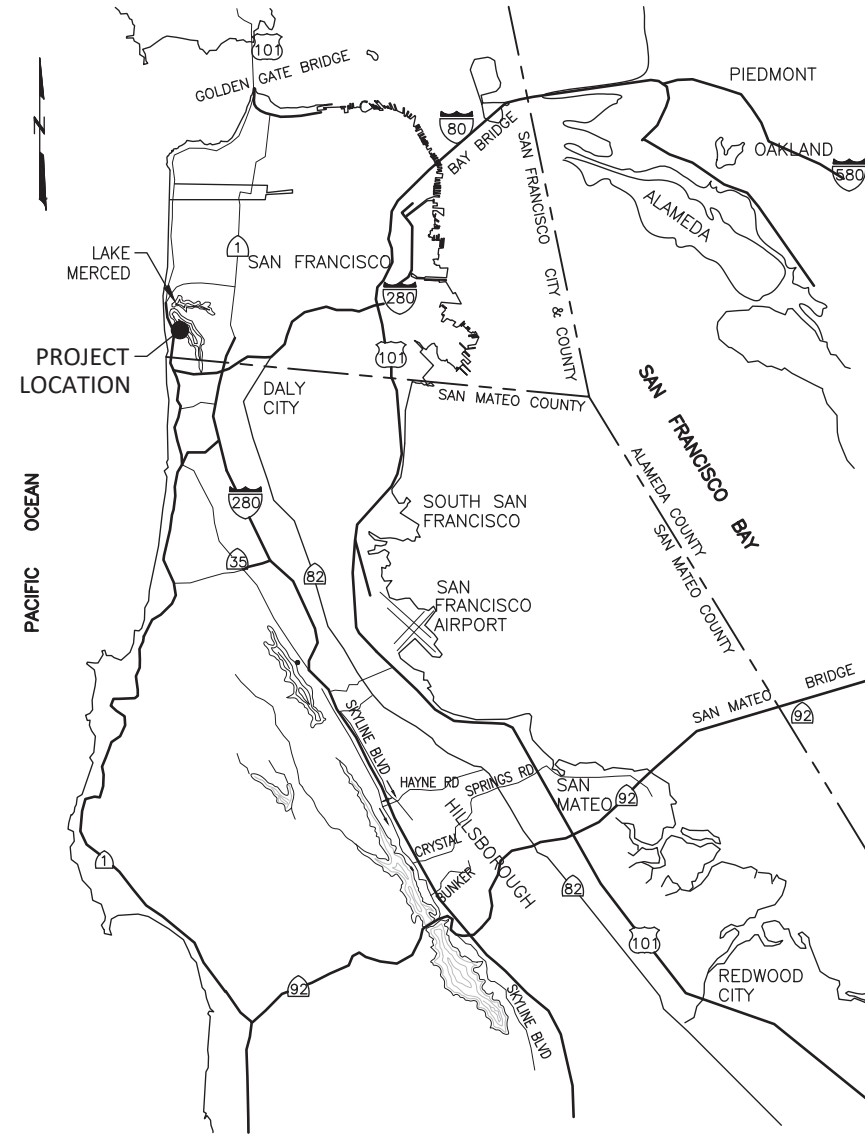 101
GOLDEN GATE BRIDGE
N
PIEDMONT
80
BAY BRIDGE
OAKLAND
580
SAN FRANCISCO CITY & COUNTY
ALAMEDA
1
LAKE
MERCED
SAN FRANCISCO
280
PROJECT
LOCATION
101
DALY
CITY
SAN MATEO COUNTY
SAN FRANCISCO BAY
ALAMEDA COUNTY
SAN MATEO COUNTY
PACIFIC OCEAN
280
SOUTH SAN
FRANCISCO
35
82
SAN
FRANCISCO
AIRPORT
SAN MATEO BRIDGE
92
SKYLINE BLVD
HAYNE RD
SPRINGS RD
SAN
MATEO
92
HILLSBOROUGH
CRYSTAL
BUNKER
1
82
101
92
REDWOOD
CITY
SKYLINE BLVD